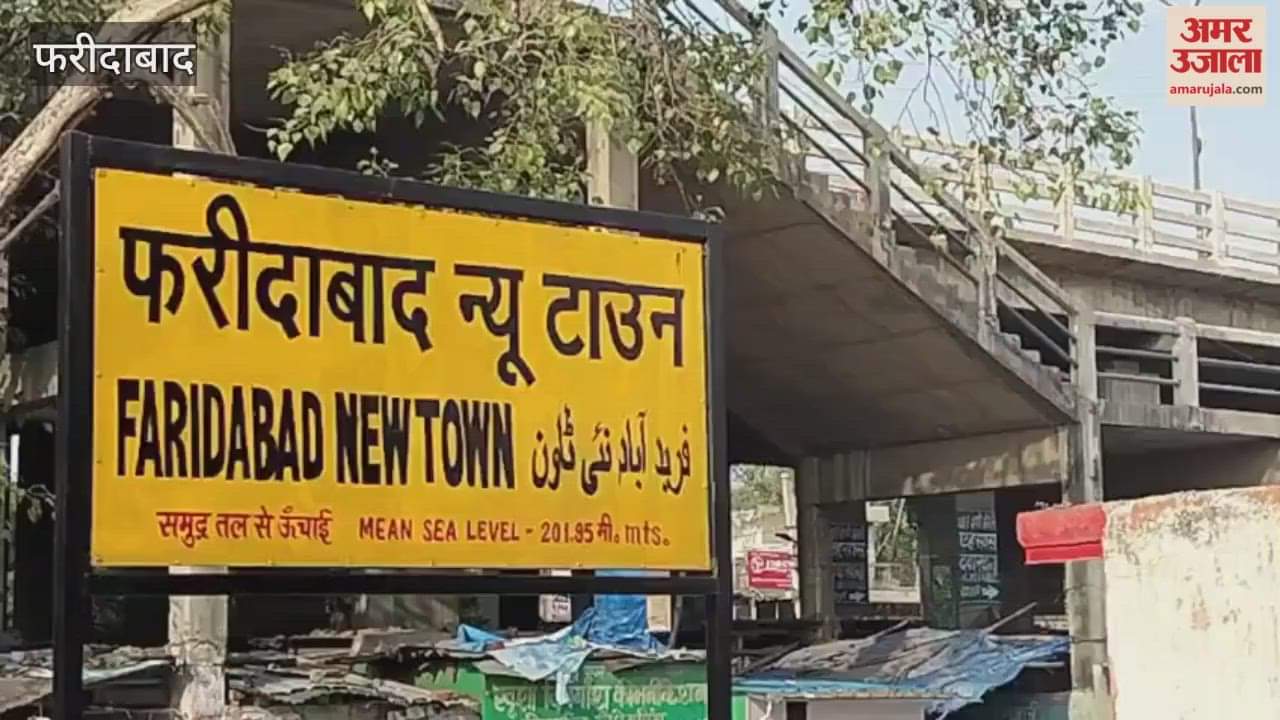 फरीदाबाद
अमर
उजाला
amarujala.com
फरीदाबाद न्यू टाउन
FARIDABAD NEW TOWN فرید آباد نئی ٹاون
समुद्र तल से ऊँचाई MEAN SEA LEVEL - 201.95 मी. mts.